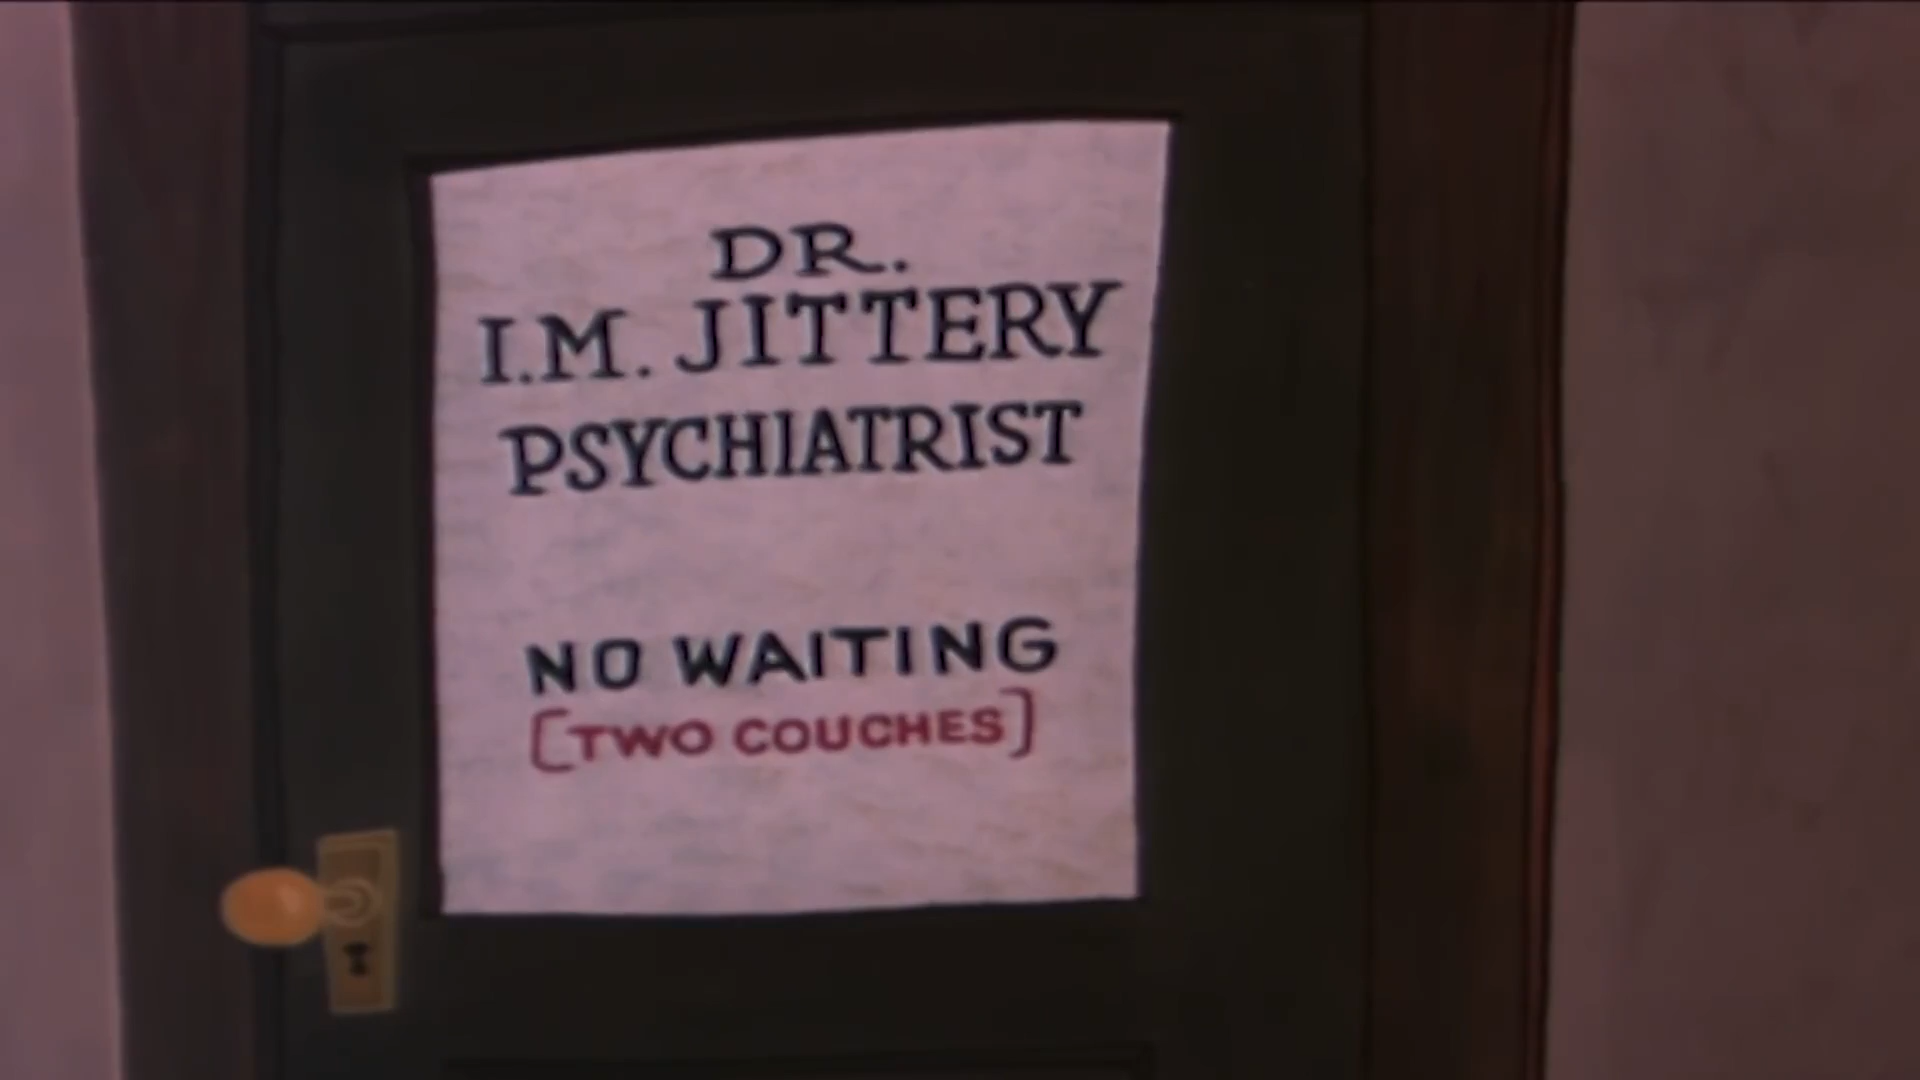 DR.
I.M. JITTERY
PSYCHIATRIST
NO WAITING
[TWO COUCHES]